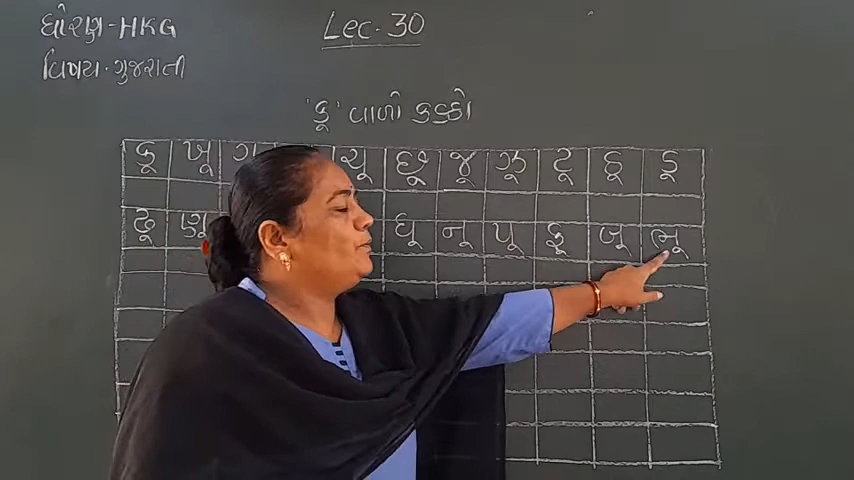 ધોરણ-HKG
Lec. 30
વિષય-ગુજરાતી
'કૂ' વાળો કક્કો
કૂ ખૂ ગૂ ચૂ છૂ જૂ ઝૂ ટૂ ઠૂ ડૂ
ઢૂ ણૂ ધૂ નૂ પૂ ફૂ બૂ ભૂ